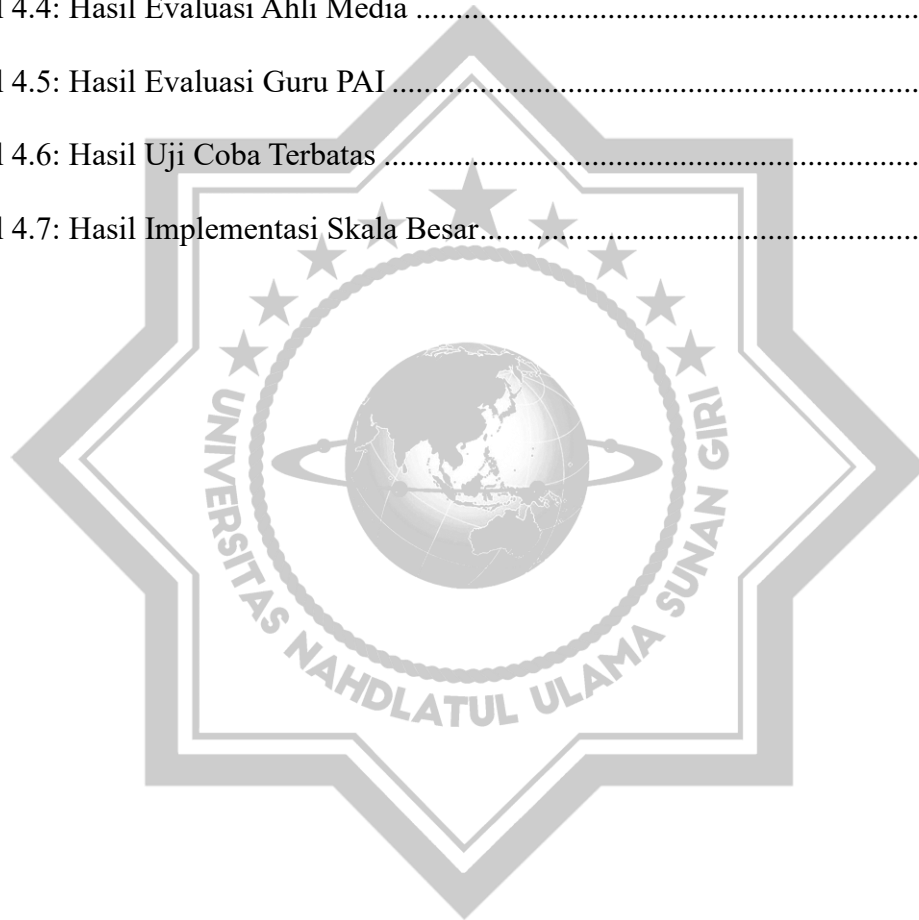 l 4.4: Hasil Evaluasi Ahli Media ................................................................
l 4.5: Hasil Evaluasi Guru PAI ................................................................
l 4.6: Hasil Uji Coba Terbatas ................................................................
l 4.7: Hasil Implementasi Skala Besar................................................................
UNIVERSITAS NAHDLATUL ULAMA SUNAN GIRI